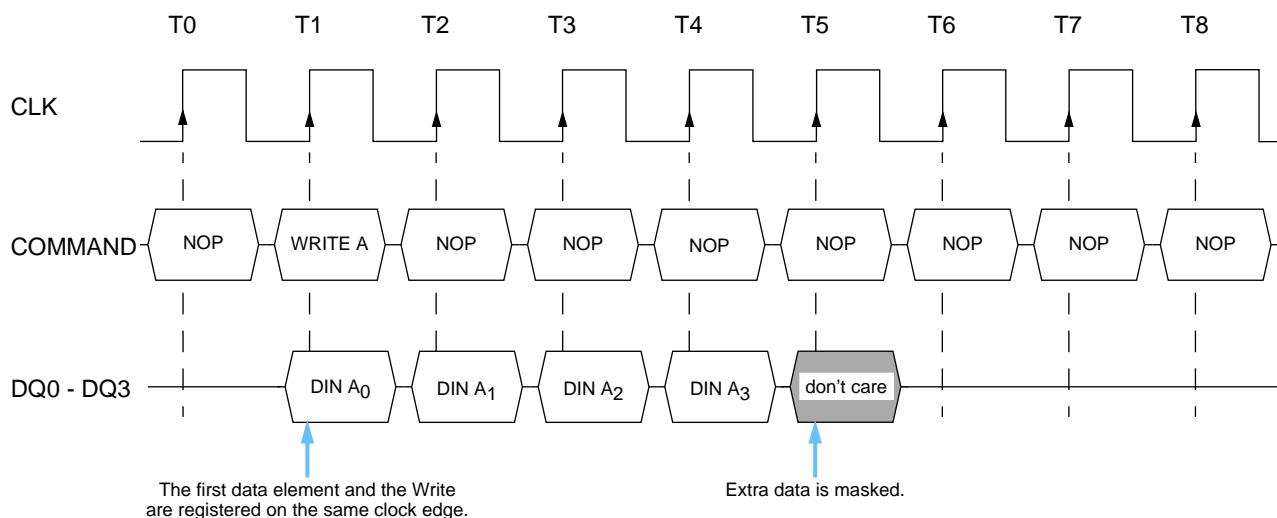 T0 T1 T2 T3 T4 T5 T6 T7 T8
CLK
COMMAND NOP WRITE A NOP NOP NOP NOP NOP NOP NOP
DQ0 - DQ3 DIN A0 DIN A1 DIN A2 DIN A3 don't care
The first data element and the Write
are registered on the same clock edge.
Extra data is masked.